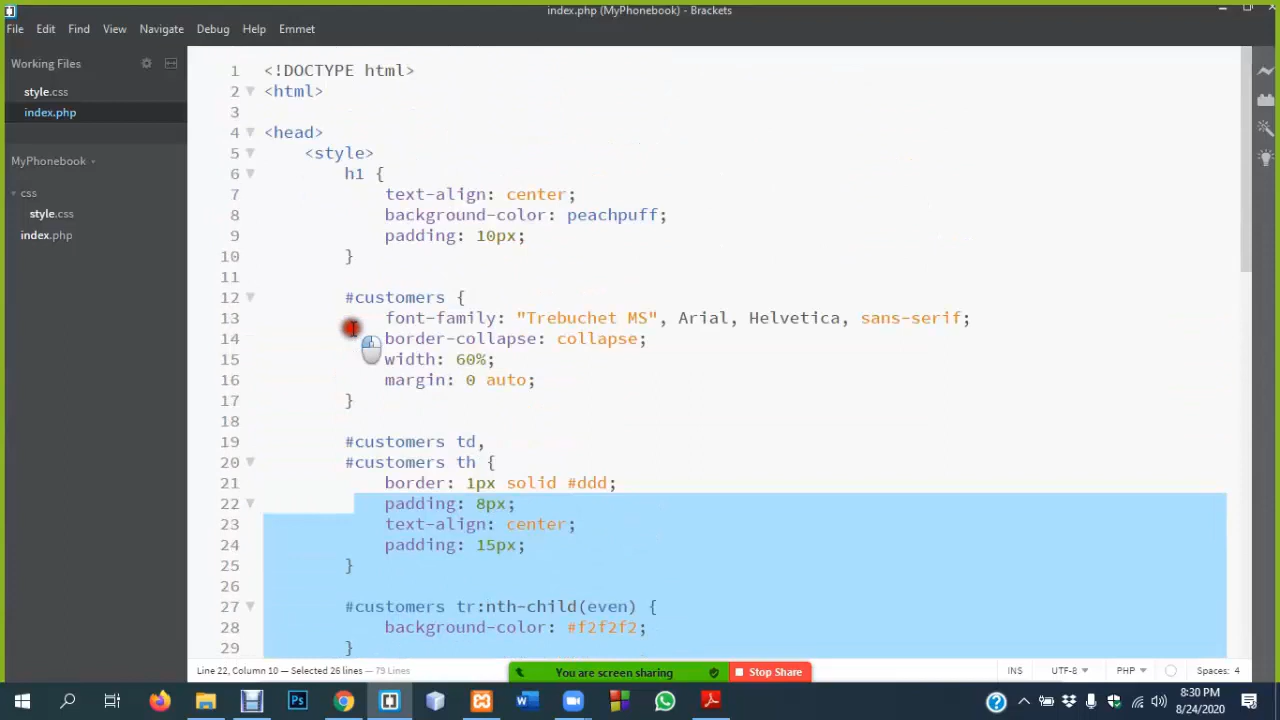 index.php (MyPhonebook) - Brackets
File Edit Find View Navigate Debug Help Emmet
Working Files
style.css
index.php
MyPhonebook
css
style.css
index.php
1 <!DOCTYPE html>
2 <html>
3
4 <head>
5 <style>
6 h1 {
7 text-align: center;
8 background-color: peachpuff;
9 padding: 10px;
10 }
11
12 #customers {
13 font-family: "Trebuchet MS", Arial, Helvetica, sans-serif;
14 border-collapse: collapse;
15 width: 60%;
16 margin: 0 auto;
17 }
18
19 #customers td,
20 #customers th {
21 border: 1px solid #ddd;
22 padding: 8px;
23 text-align: center;
24 padding: 15px;
25 }
26
27 #customers tr:nth-child(even) {
28 background-color: #f2f2f2;
29 }
Line 22, Column 10 — Selected 26 lines — 79 Lines
You are screen sharing Stop Share
INS UTF-8 PHP Spaces: 4
Ps
W
8:30 PM
8/24/2020